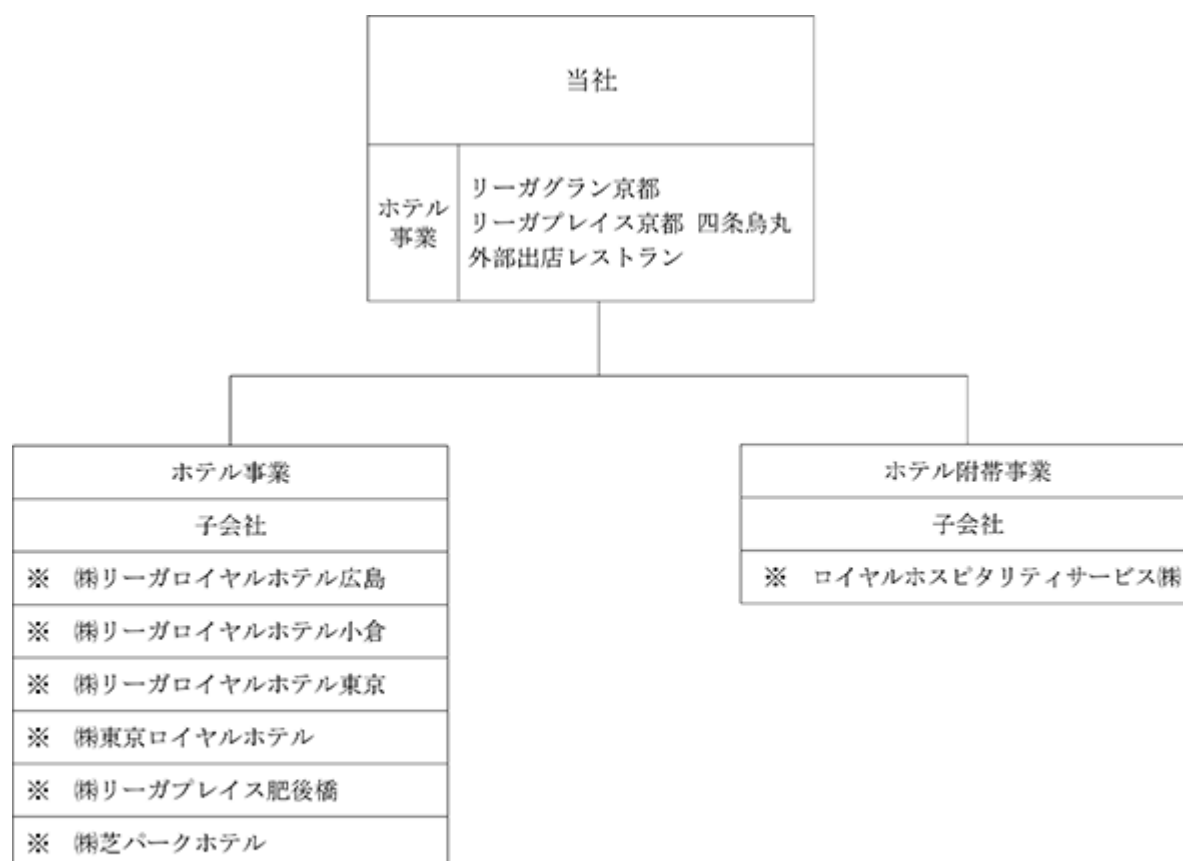 当社
ホテル
事業
リーガグラン京都
リーガプレイス京都 四条烏丸
外部出店レストラン
ホテル事業
子会社
※ ㈱リーガロイヤルホテル広島
※ ㈱リーガロイヤルホテル小倉
※ ㈱リーガロイヤルホテル東京
※ ㈱東京ロイヤルホテル
※ ㈱リーガプレイス肥後橋
※ ㈱芝パークホテル
ホテル附帯事業
子会社
※ ロイヤルホスピタリティサービス㈱